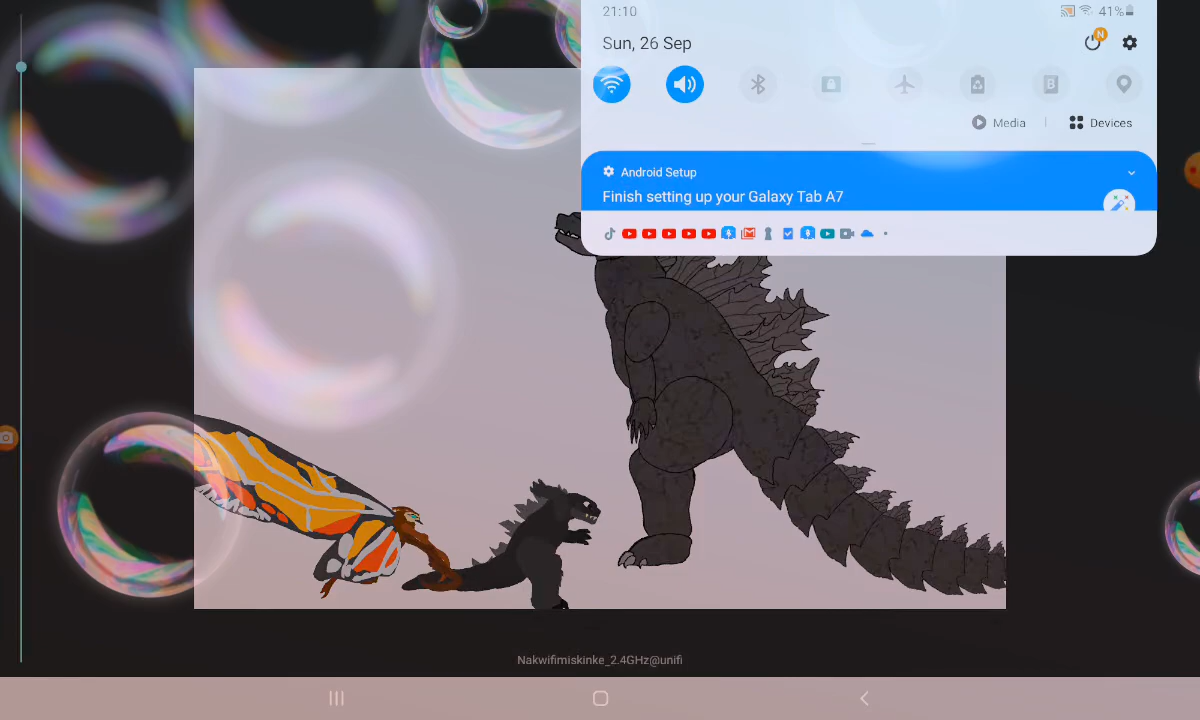 21:10
41%
Sun, 26 Sep
N
Media
Devices
Android Setup
Finish setting up your Galaxy Tab A7
Nakwifimiskinke_2.4GHz@unifi